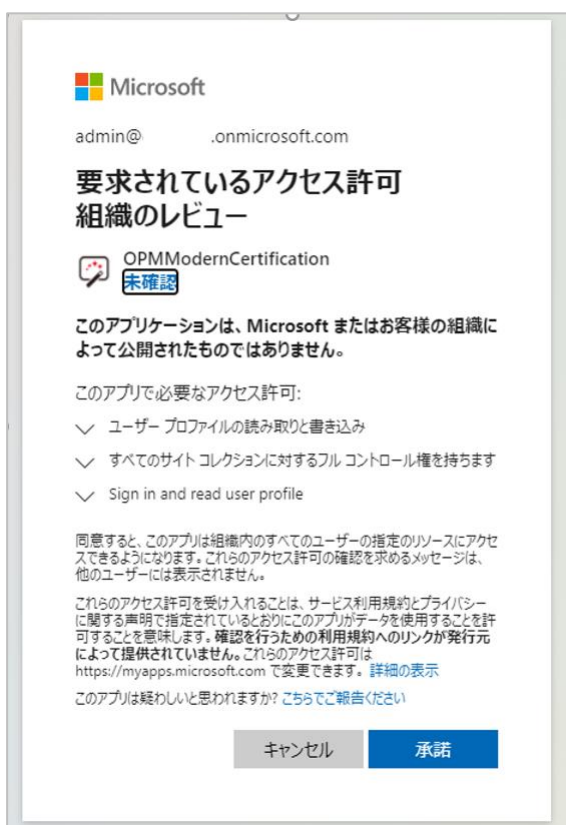 Microsoft
admin@ .onmicrosoft.com
要求されているアクセス許可
組織のレビュー
OPMModernCertification
未確認
このアプリケーションは、Microsoft またはお客様の組織に
よって公開されたものではありません。
このアプリで必要なアクセス許可:
ユーザー プロファイルの読み取りと書き込み
すべてのサイト コレクションに対するフル コントロール権を持ちます
Sign in and read user profile
同意すると、このアプリは組織内のすべてのユーザーの指定のリソースにアクセ
スできるようになります。これらのアクセス許可の確認を求めるメッセージは、
他のユーザーには表示されません。
これらのアクセス許可を受け入れることは、サービス利用規約とプライバシー
に関する声明で指定されているとおりにこのアプリがデータを使用することを許
可することを意味します。確認を行うための利用規約へのリンクが発行元
によって提供されていません。これらのアクセス許可は
https://myapps.microsoft.com で変更できます。 詳細の表示
このアプリは疑わしいと思われますか? こちらでご報告ください
キャンセル 承諾